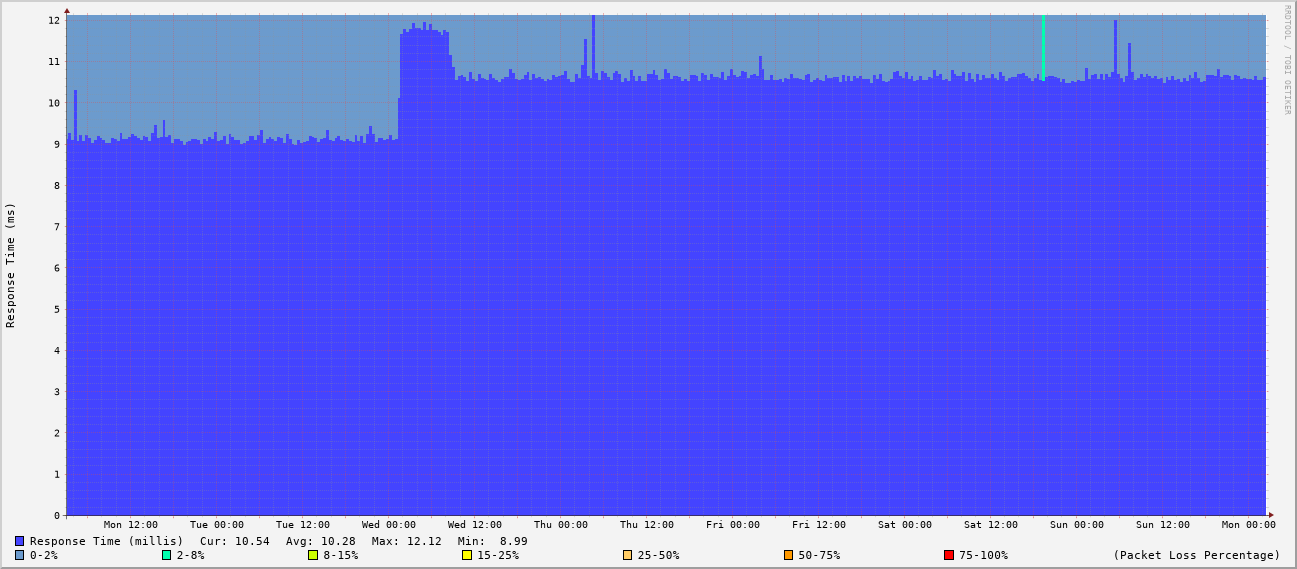 RRDTOOL / TOBI OETIKER
Response Time (ms)
12
11
10
9
8
7
6
5
4
3
2
1
0
Mon 12:00 Tue 00:00 Tue 12:00 Wed 00:00 Wed 12:00 Thu 00:00 Thu 12:00 Fri 00:00 Fri 12:00 Sat 00:00 Sat 12:00 Sun 00:00 Sun 12:00 Mon 00:00
Response Time (millis) Cur: 10.54 Avg: 10.28 Max: 12.12 Min: 8.99
0-2% 2-8% 8-15% 15-25% 25-50% 50-75% 75-100% (Packet Loss Percentage)